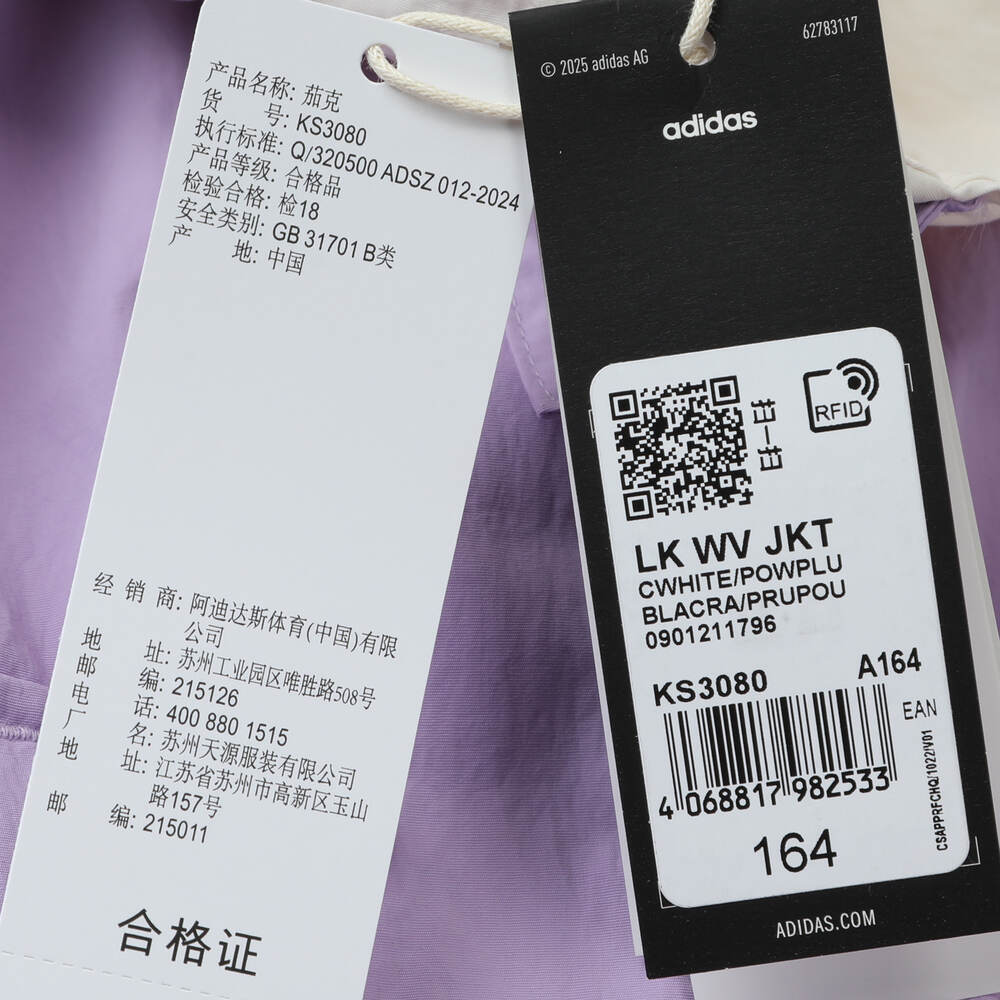 产品名称: 茄克
货 号: KS3080
执行标准: Q/320500 ADSZ 012-2024
产品等级: 合格品
检验合格: 检18
安全类别: GB 31701 B类
产 地: 中国
经 销 商: 阿迪达斯体育(中国)有限
公司
地 址: 苏州工业园区唯胜路508号
邮 编: 215126
电 话: 400 880 1515
厂 名: 苏州天源服装有限公司
地 址: 江苏省苏州市高新区玉山
路157号
邮 编: 215011
合格证
62783117
© 2025 adidas AG
adidas
RFID
LK WV JKT
CWHITE/POWPLU
BLACRA/PRUPOU
0901211796
KS3080 A164
EAN
4 068817 982533
CSAPPRFCHQ/1022/V01
164
ADIDAS.COM